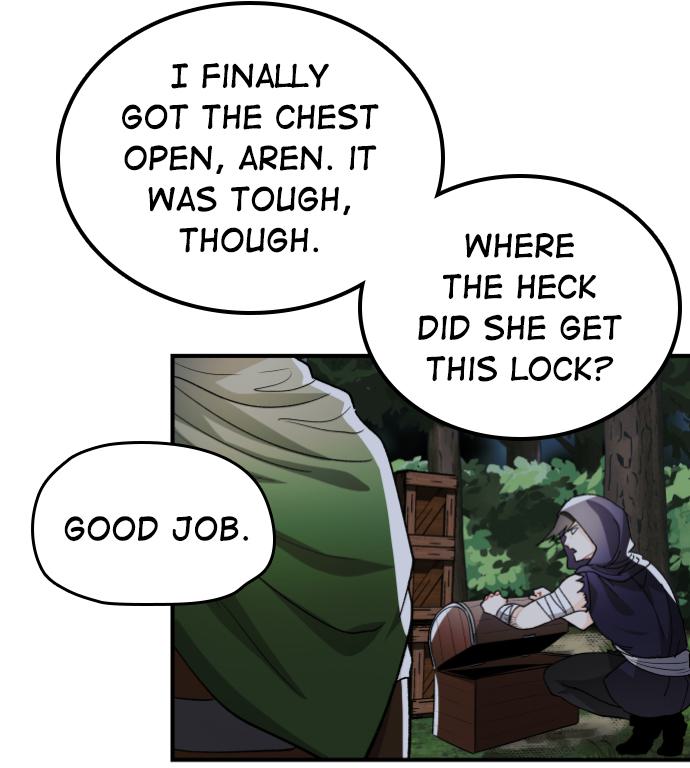 I FINALLY
GOT THE CHEST
OPEN, AREN. IT
WAS TOUGH,
THOUGH.
WHERE
THE HECK
DID SHE GET
THIS LOCK?
GOOD JOB.